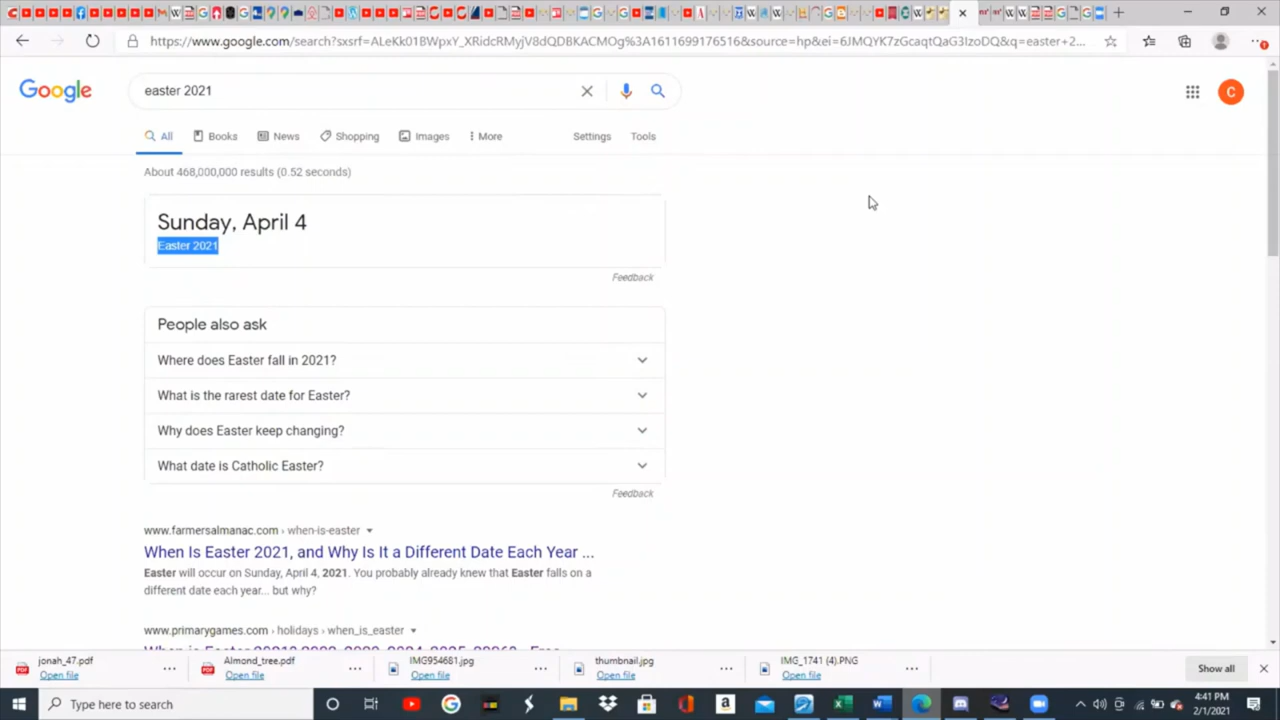 https://www.google.com/search?sxsrf=ALeKk01BWpxY_XRidcRMyjV8dQDBKACMOg%3A1611699176516&source=hp&ei=6JMQYK7zGcaqtQaG3IzoDQ&q=easter+2...
Google
easter 2021
C
All Books News Shopping Images More Settings Tools
About 468,000,000 results (0.52 seconds)
Sunday, April 4
Easter 2021
Feedback
People also ask
Where does Easter fall in 2021?
What is the rarest date for Easter?
Why does Easter keep changing?
What date is Catholic Easter?
Feedback
www.farmersalmanac.com › when-is-easter
When Is Easter 2021, and Why Is It a Different Date Each Year ...
Easter will occur on Sunday, April 4, 2021. You probably already knew that Easter falls on a
different date each year... but why?
www.primarygames.com › holidays › when_is_easter
jonah_47.pdf Almond_tree.pdf IMG954681.jpg thumbnail.jpg IMG_1741 (4).PNG
Open file Open file Open file Open file Open file
Show all
Type here to search
4:41 PM
2/1/2021